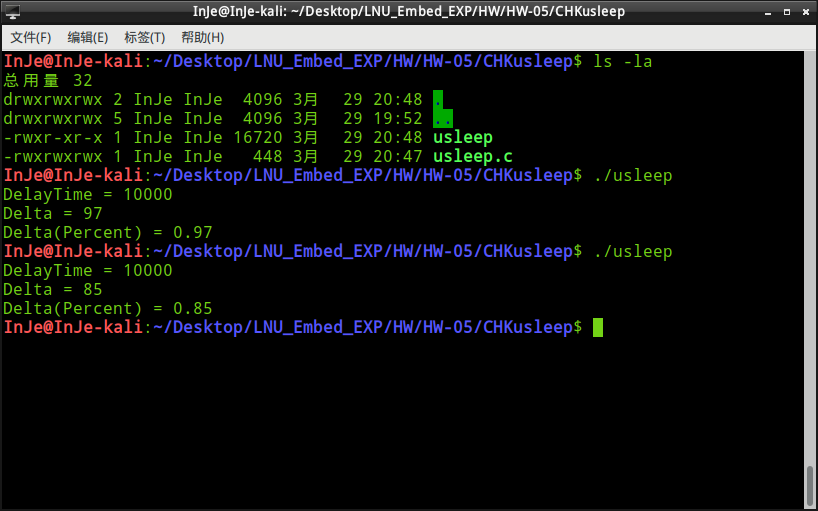 InJe@InJe-kali: ~/Desktop/LNU_Embed_EXP/HW/HW-05/CHKusleep
文件(F) 编辑(E) 标签(T) 帮助(H)
InJe@InJe-kali:~/Desktop/LNU_Embed_EXP/HW/HW-05/CHKusleep$ ls -la
总用量 32
drwxrwxrwx 2 InJe InJe  4096 3月   29 20:48 .
drwxrwxrwx 5 InJe InJe  4096 3月   29 19:52 ..
-rwxr-xr-x 1 InJe InJe 16720 3月   29 20:48 usleep
-rwxrwxrwx 1 InJe InJe   448 3月   29 20:47 usleep.c
InJe@InJe-kali:~/Desktop/LNU_Embed_EXP/HW/HW-05/CHKusleep$ ./usleep
DelayTime = 10000
Delta = 97
Delta(Percent) = 0.97
InJe@InJe-kali:~/Desktop/LNU_Embed_EXP/HW/HW-05/CHKusleep$ ./usleep
DelayTime = 10000
Delta = 85
Delta(Percent) = 0.85
InJe@InJe-kali:~/Desktop/LNU_Embed_EXP/HW/HW-05/CHKusleep$